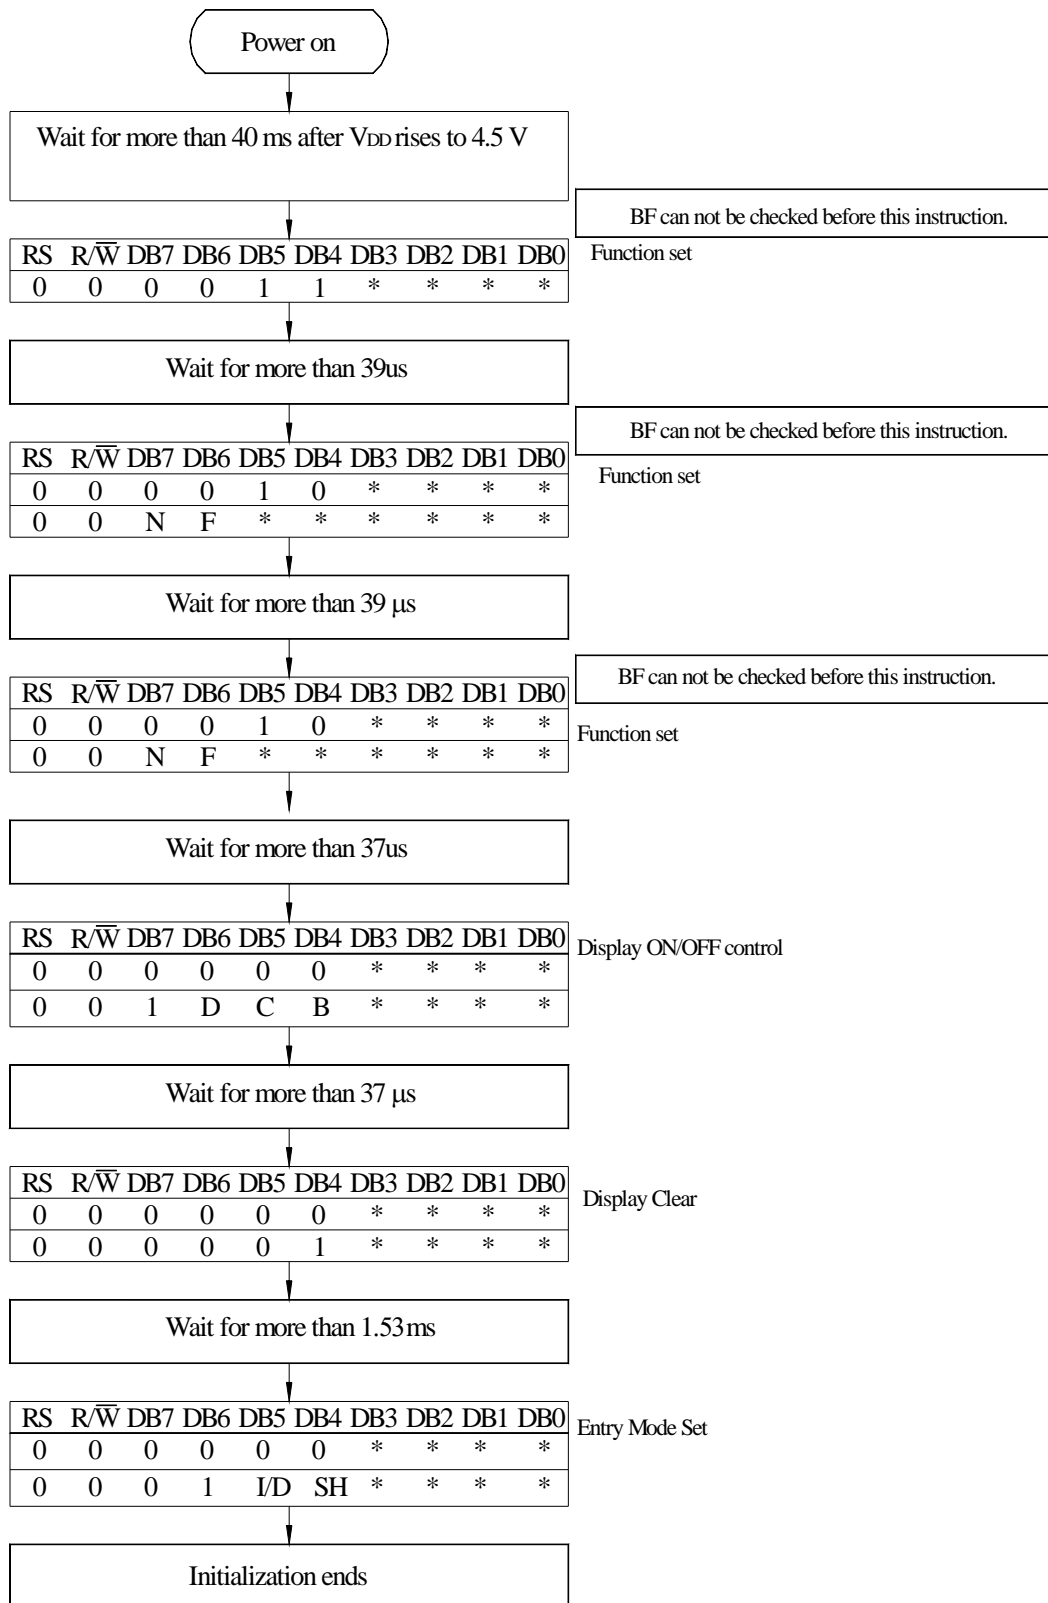 Power on
Wait for more than 40 ms after VDD rises to 4.5 V
BF can not be checked before this instruction.
RS R/W̅ DB7 DB6 DB5 DB4 DB3 DB2 DB1 DB0
Function set
0 0 0 0 1 1 * * * *
Wait for more than 39us
BF can not be checked before this instruction.
RS R/W̅ DB7 DB6 DB5 DB4 DB3 DB2 DB1 DB0
Function set
0 0 0 0 1 0 * * * *
0 0 N F * * * * * *
Wait for more than 39 μs
BF can not be checked before this instruction.
RS R/W̅ DB7 DB6 DB5 DB4 DB3 DB2 DB1 DB0
0 0 0 0 1 0 * * * *
Function set
0 0 N F * * * * * *
Wait for more than 37us
RS R/W̅ DB7 DB6 DB5 DB4 DB3 DB2 DB1 DB0
Display ON/OFF control
0 0 0 0 0 0 * * * *
0 0 1 D C B * * * *
Wait for more than 37 μs
RS R/W̅ DB7 DB6 DB5 DB4 DB3 DB2 DB1 DB0
Display Clear
0 0 0 0 0 0 * * * *
0 0 0 0 0 1 * * * *
Wait for more than 1.53ms
RS R/W̅ DB7 DB6 DB5 DB4 DB3 DB2 DB1 DB0
Entry Mode Set
0 0 0 0 0 0 * * * *
0 0 0 1 I/D SH * * * *
Initialization ends